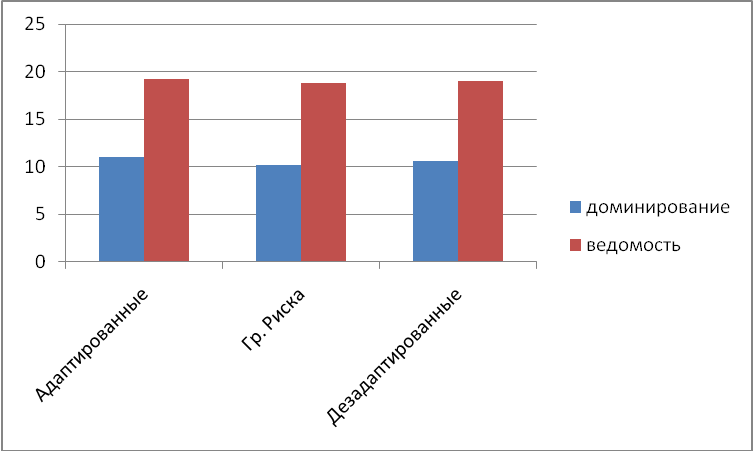 25
20
15
10
5
0
Адаптированные
Гр. Риска
Дезадаптированные
доминирование
ведомость